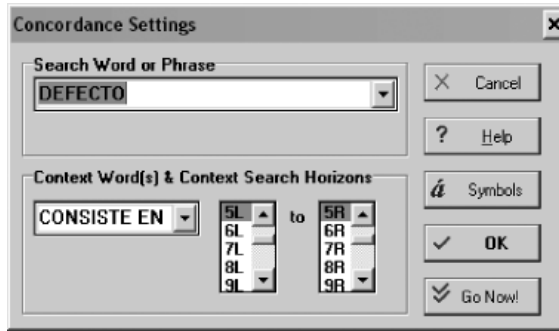 Concordance Settings
Search Word or Phrase
DEFECTO
Cancel
Help
Context Word(s) & Context Search Horizons
CONSISTE EN
5L
6L
7L
8L
9L
to
5R
6R
7R
8R
9R
á Symbols
OK
Go Now!